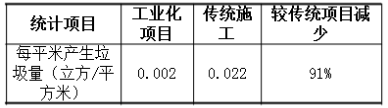 统计项目
工业化
项目
传统施
工
较传统项目减
少
每平米产生垃
圾量（立方/平
方米）
0.002
0.022
91%